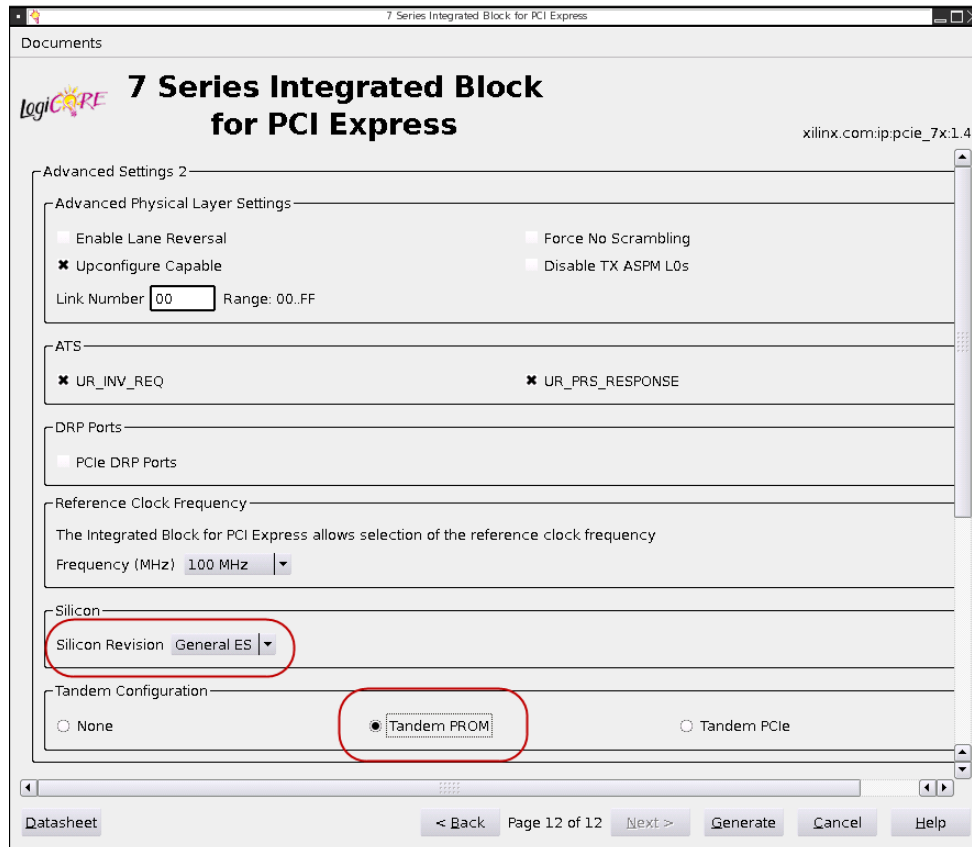 7 Series Integrated Block for PCI Express
Documents
LogiCORE
7 Series Integrated Block
for PCI Express
xilinx.com:ip:pcie_7x:1.4
Advanced Settings 2
Advanced Physical Layer Settings
Enable Lane Reversal Force No Scrambling
Upconfigure Capable Disable TX ASPM L0s
Link Number 00 Range: 00..FF
ATS
UR_INV_REQ UR_PRS_RESPONSE
DRP Ports
PCIe DRP Ports
Reference Clock Frequency
The Integrated Block for PCI Express allows selection of the reference clock frequency
Frequency (MHz) 100 MHz
Silicon
Silicon Revision General ES
Tandem Configuration
None Tandem PROM Tandem PCIe
Datasheet < Back Page 12 of 12 Next > Generate Cancel Help